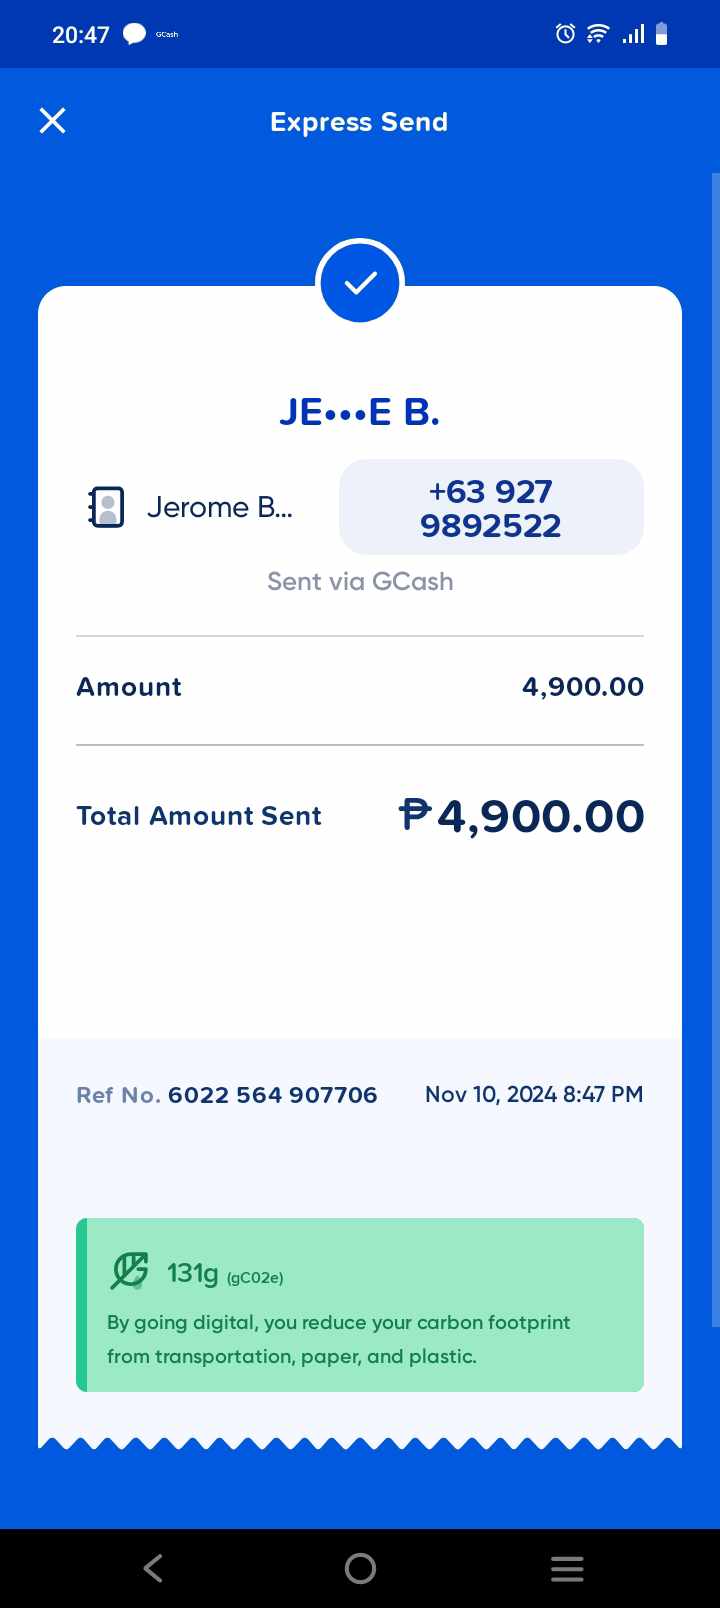 20:47 GCash
Express Send
JE•••E B.
Jerome B...
+63 927
9892522
Sent via GCash
Amount 4,900.00
Total Amount Sent ₱4,900.00
Ref No. 6022 564 907706 Nov 10, 2024 8:47 PM
131g (gC02e)
By going digital, you reduce your carbon footprint
from transportation, paper, and plastic.